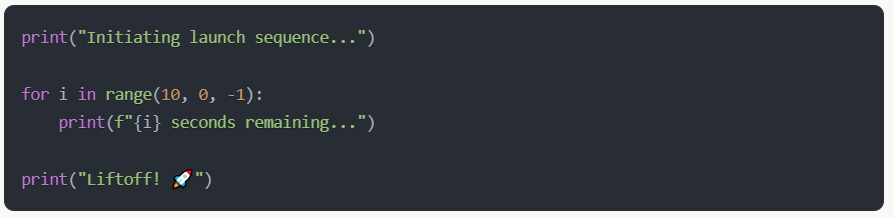 print("Initiating launch sequence...")
for i in range(10, 0, -1):
    print(f"{i} seconds remaining...")
print("Liftoff! 🚀")